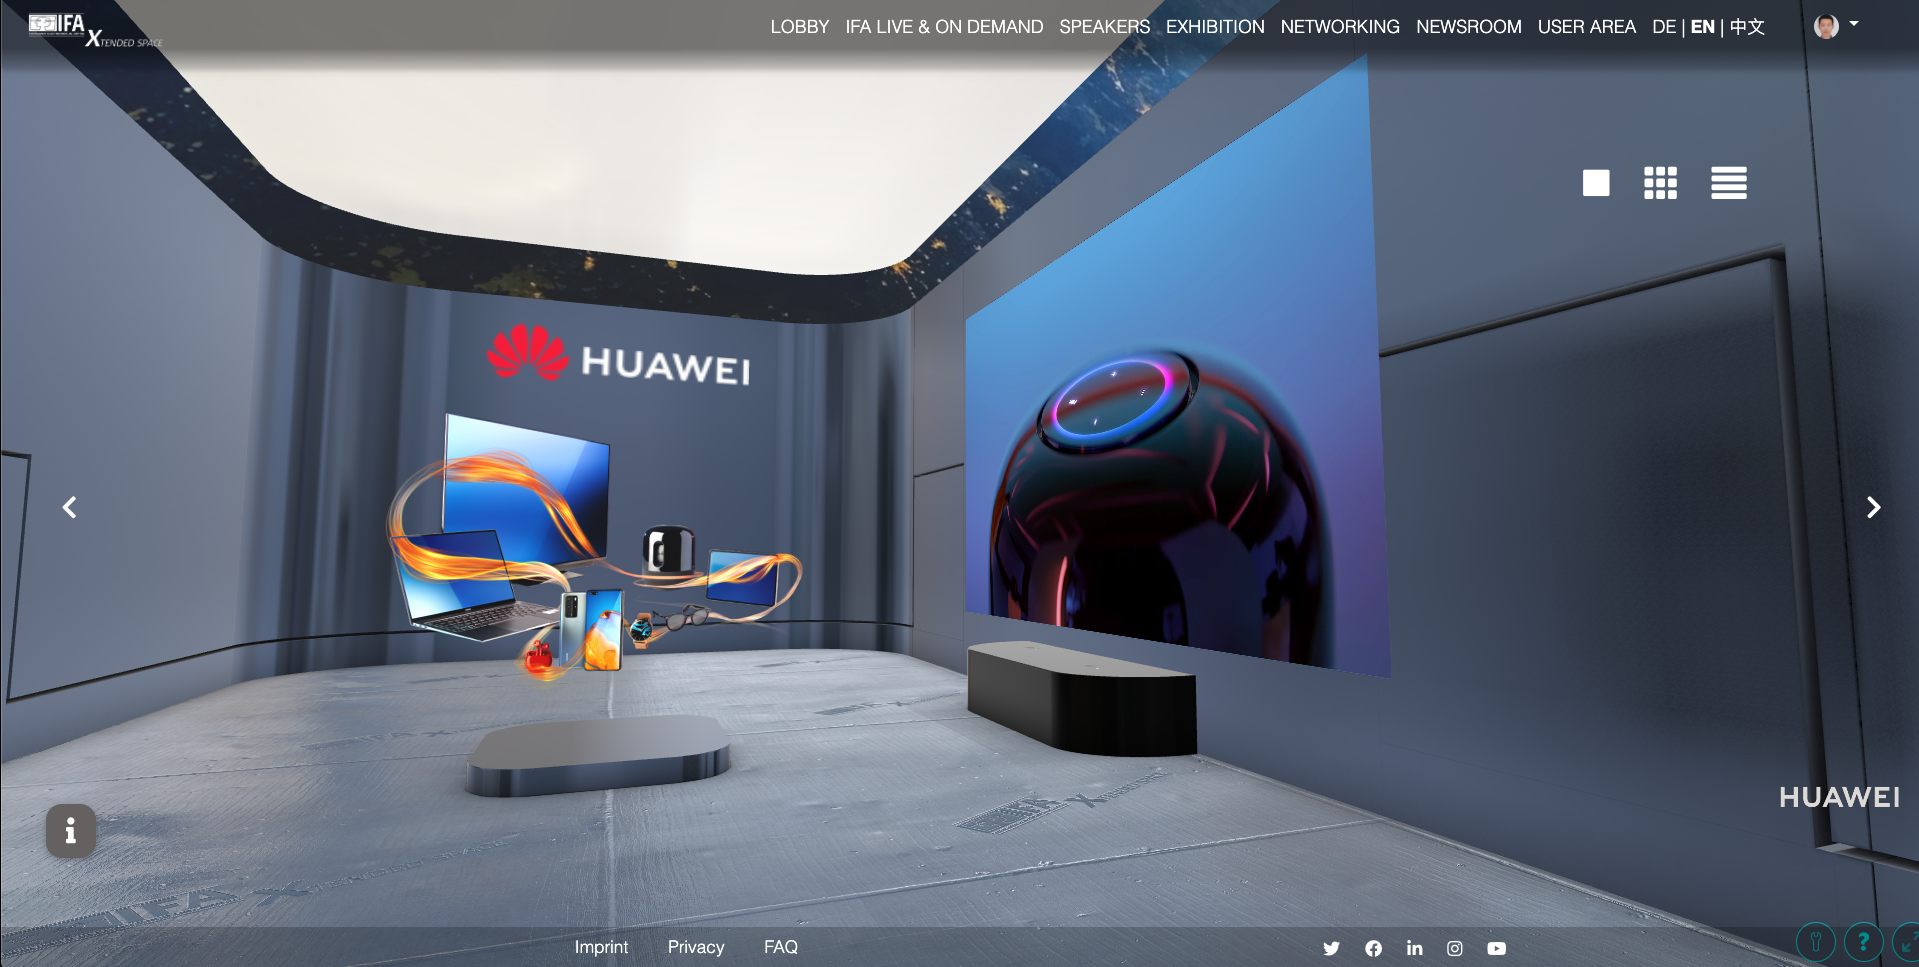 IFA
XTENDED SPACE
LOBBY IFA LIVE & ON DEMAND SPEAKERS EXHIBITION NETWORKING NEWSROOM USER AREA DE | EN | 中文
HUAWEI
HUAWEI
IFA X
Imprint Privacy FAQ